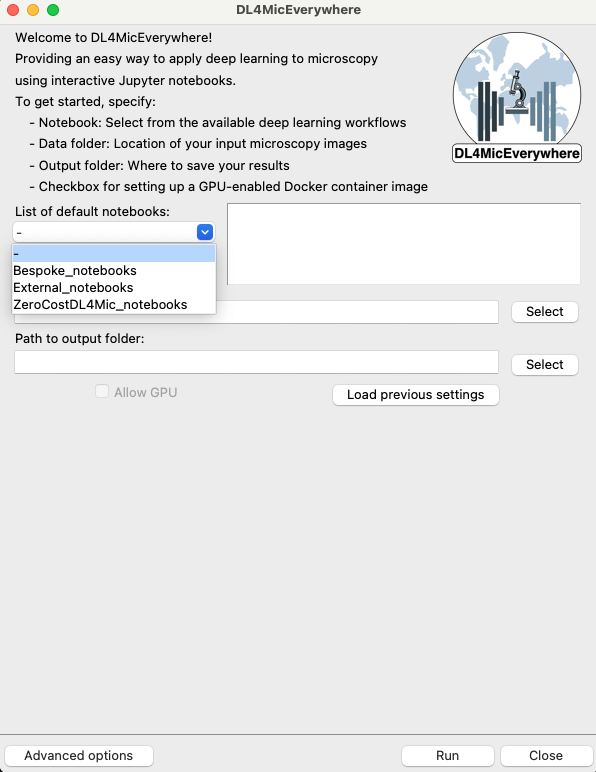 DL4MicEverywhere
Welcome to DL4MicEverywhere!
Providing an easy way to apply deep learning to microscopy
using interactive Jupyter notebooks.
To get started, specify:
- Notebook: Select from the available deep learning workflows
- Data folder: Location of your input microscopy images
- Output folder: Where to save your results
- Checkbox for setting up a GPU-enabled Docker container image
DL4MicEverywhere
List of default notebooks:
-
-
Bespoke_notebooks
External_notebooks
ZeroCostDL4Mic_notebooks
Select
Path to output folder:
Select
Allow GPU
Load previous settings
Advanced options
Run
Close